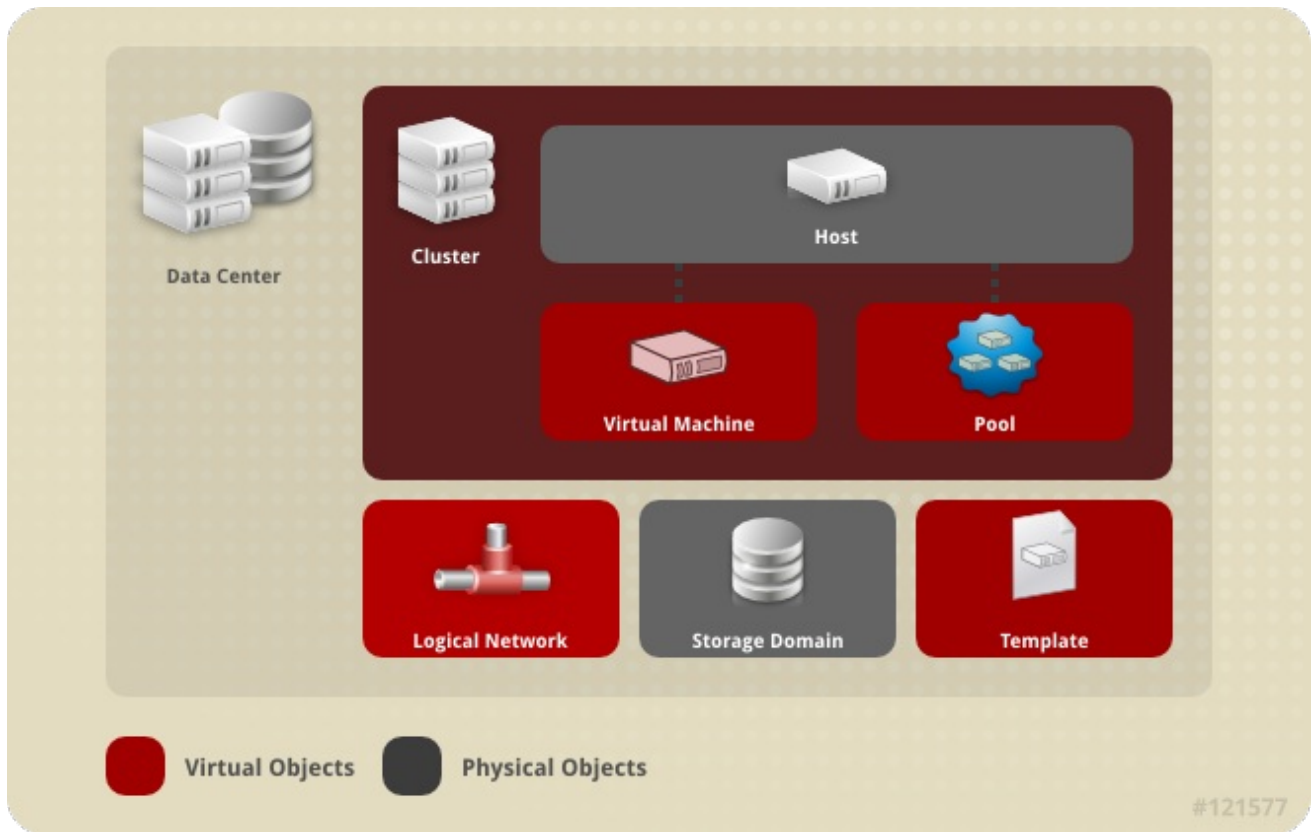 Data Center
Cluster
Host
Virtual Machine
Pool
Logical Network
Storage Domain
Template
Virtual Objects
Physical Objects
#121577